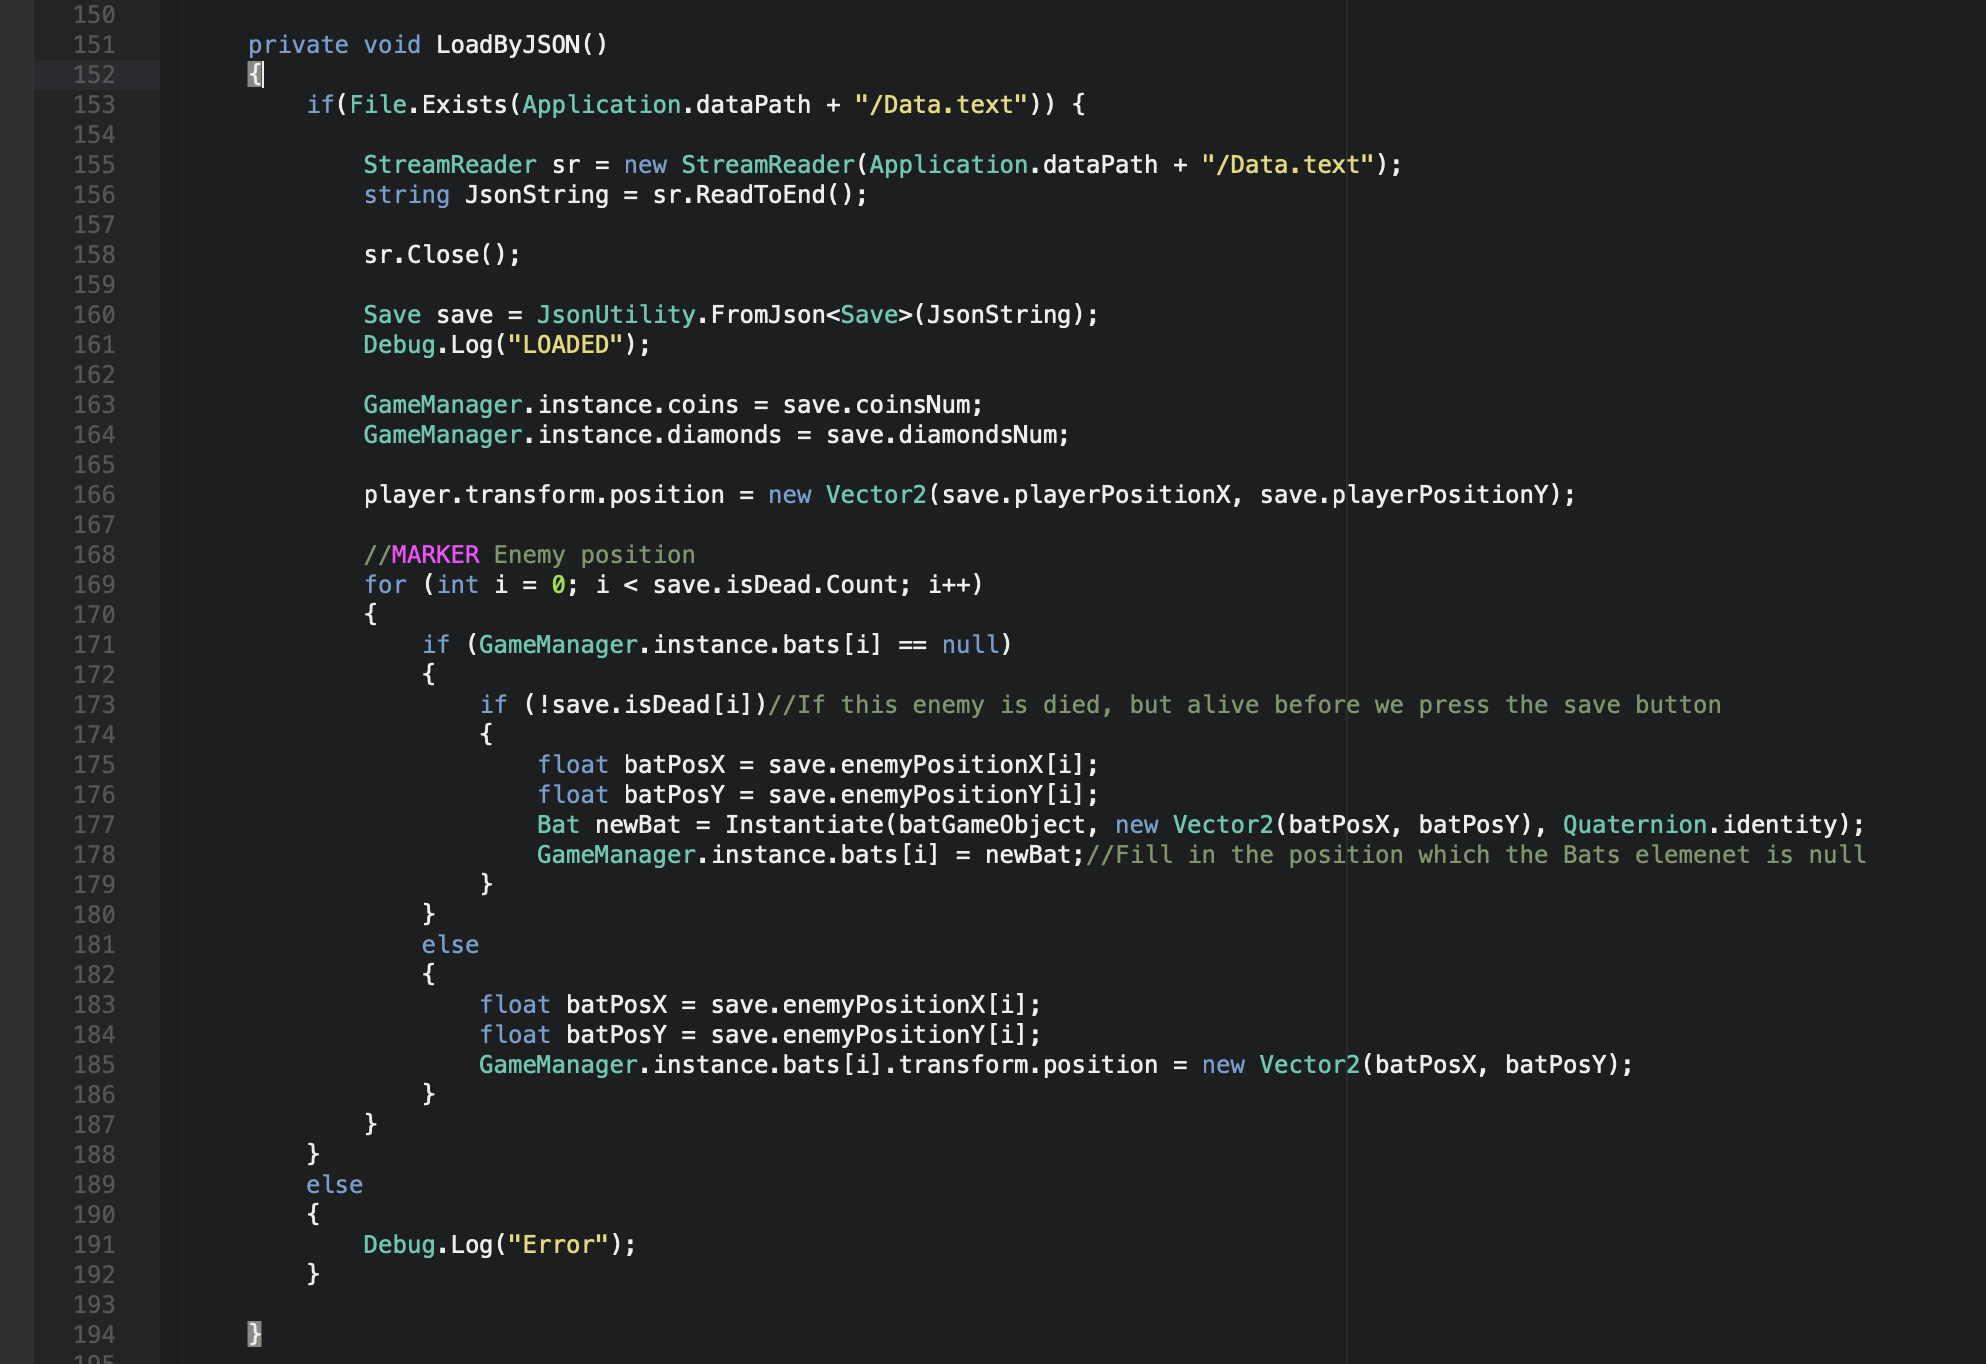 150
151 private void LoadByJSON()
152 {
153 if(File.Exists(Application.dataPath + "/Data.text")) {
154
155 StreamReader sr = new StreamReader(Application.dataPath + "/Data.text");
156 string JsonString = sr.ReadToEnd();
157
158 sr.Close();
159
160 Save save = JsonUtility.FromJson<Save>(JsonString);
161 Debug.Log("LOADED");
162
163 GameManager.instance.coins = save.coinsNum;
164 GameManager.instance.diamonds = save.diamondsNum;
165
166 player.transform.position = new Vector2(save.playerPositionX, save.playerPositionY);
167
168 //MARKER Enemy position
169 for (int i = 0; i < save.isDead.Count; i++)
170 {
171 if (GameManager.instance.bats[i] == null)
172 {
173 if (!save.isDead[i])//If this enemy is died, but alive before we press the save button
174 {
175 float batPosX = save.enemyPositionX[i];
176 float batPosY = save.enemyPositionY[i];
177 Bat newBat = Instantiate(batGameObject, new Vector2(batPosX, batPosY), Quaternion.identity);
178 GameManager.instance.bats[i] = newBat;//Fill in the position which the Bats elemenet is null
179 }
180 }
181 else
182 {
183 float batPosX = save.enemyPositionX[i];
184 float batPosY = save.enemyPositionY[i];
185 GameManager.instance.bats[i].transform.position = new Vector2(batPosX, batPosY);
186 }
187 }
188 }
189 else
190 {
191 Debug.Log("Error");
192 }
193
194 }
195